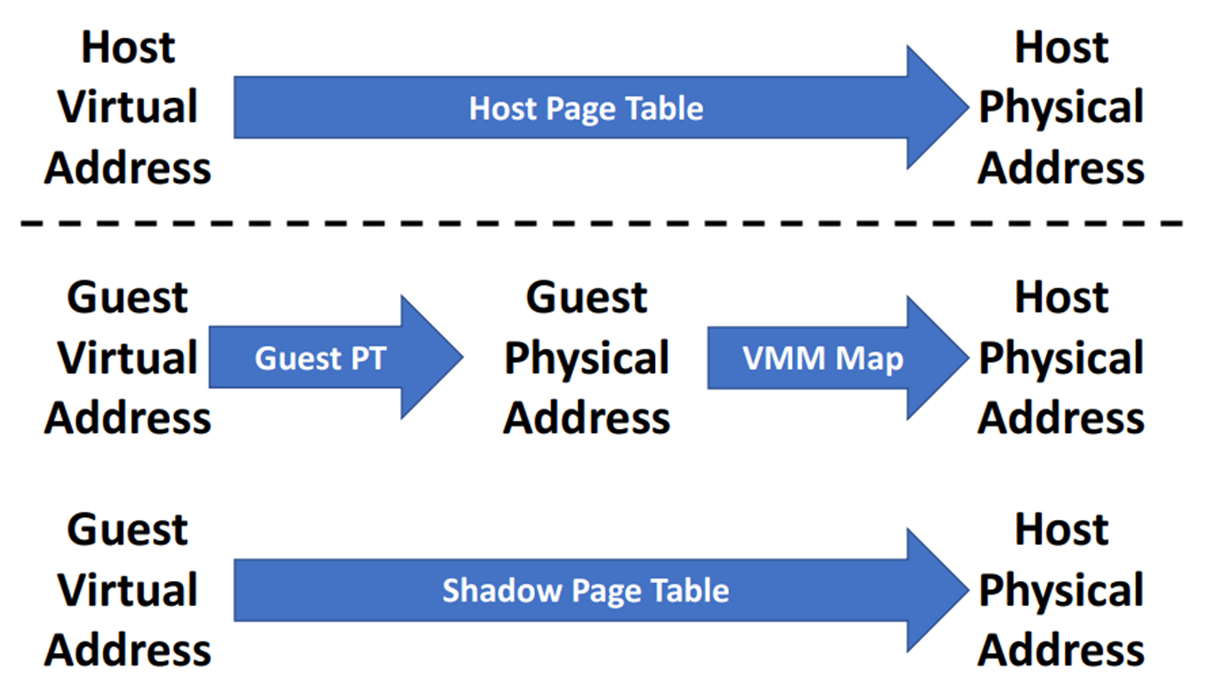 Host
Virtual
Address
Host Page Table
Host
Physical
Address
Guest
Virtual
Address
Guest PT
Guest
Physical
Address
VMM Map
Host
Physical
Address
Guest
Virtual
Address
Shadow Page Table
Host
Physical
Address